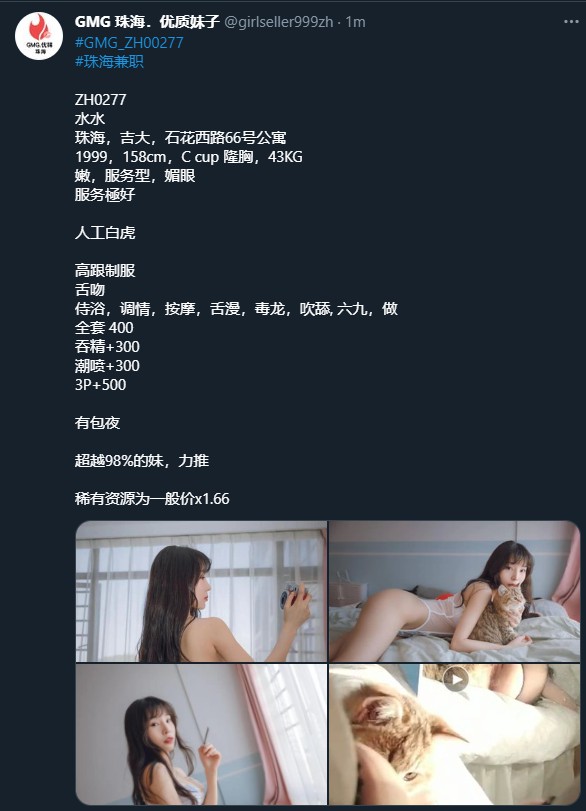 GMG.优妹
珠海
GMG 珠海．优质妹子 @girlseller999zh · 1m
#GMG_ZH00277
#珠海兼职
ZH0277
水水
珠海，吉大，石花西路66号公寓
1999，158cm，C cup 隆胸，43KG
嫩，服务型，媚眼
服务極好
人工白虎
高跟制服
舌吻
侍浴，调情，按摩，舌漫，毒龙，吹舔, 六九，做
全套 400
吞精+300
潮喷+300
3P+500
有包夜
超越98%的妹，力推
稀有资源为一般价x1.66